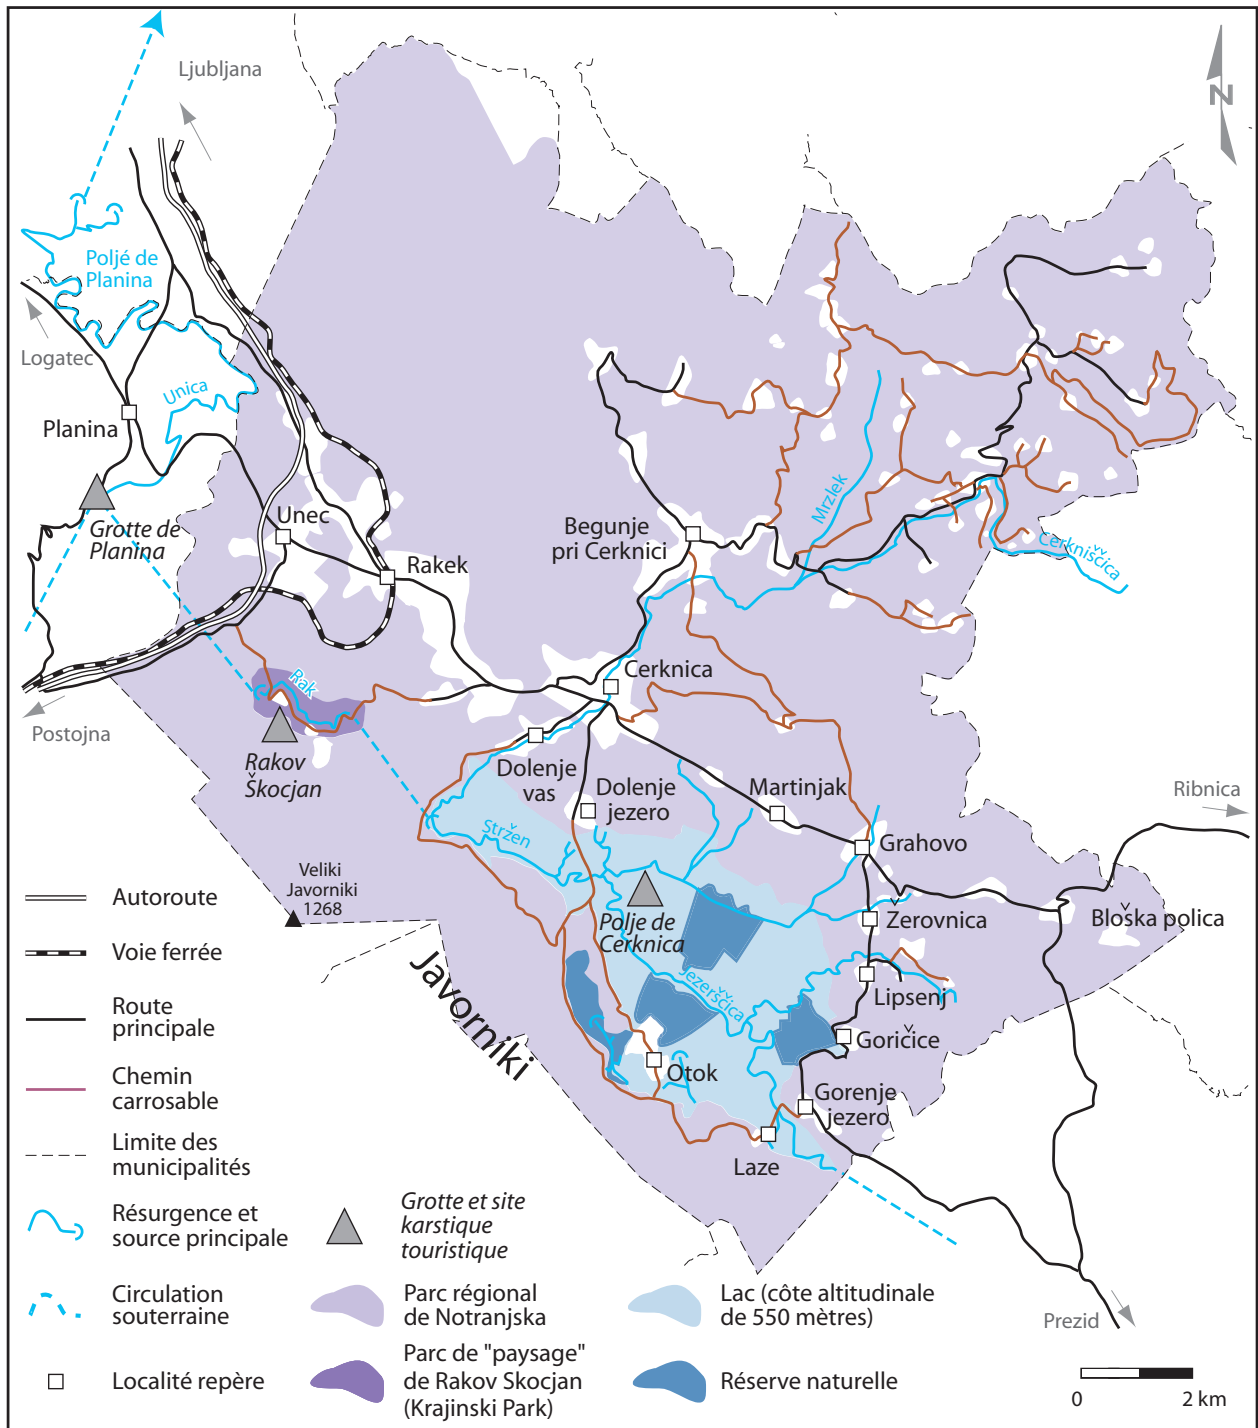 Ljubljana
N
Poljé de
Planina
Logatec
Unica
Planina
Grotte de
Planina
Unec
Rakek
Begunje
pri Cerknici
Mrzlek
Cerkniščica
Cerknica
Rak
Postojna
Rakov
Škocjan
Dolenje
vas
Dolenje
jezero
Martinjak
Ribnica
Stržen
Grahovo
Veliki
Javorniki
1268
Polje de
Cerknica
Žerovnica
Bloška polica
Javorniki
Jezerščica
Lipsenj
Goričice
Otok
Gorenje
jezero
Laze
Prezid
Autoroute
Voie ferrée
Route
principale
Chemin
carrosable
Limite des
municipalités
Résurgence et
source principale
Circulation
souterraine
Localité repère
Grotte et site
karstique
touristique
Parc régional
de Notranjska
Parc de "paysage"
de Rakov Skocjan
(Krajinski Park)
Lac (côte altitudinale
de 550 mètres)
Réserve naturelle
0 2 km